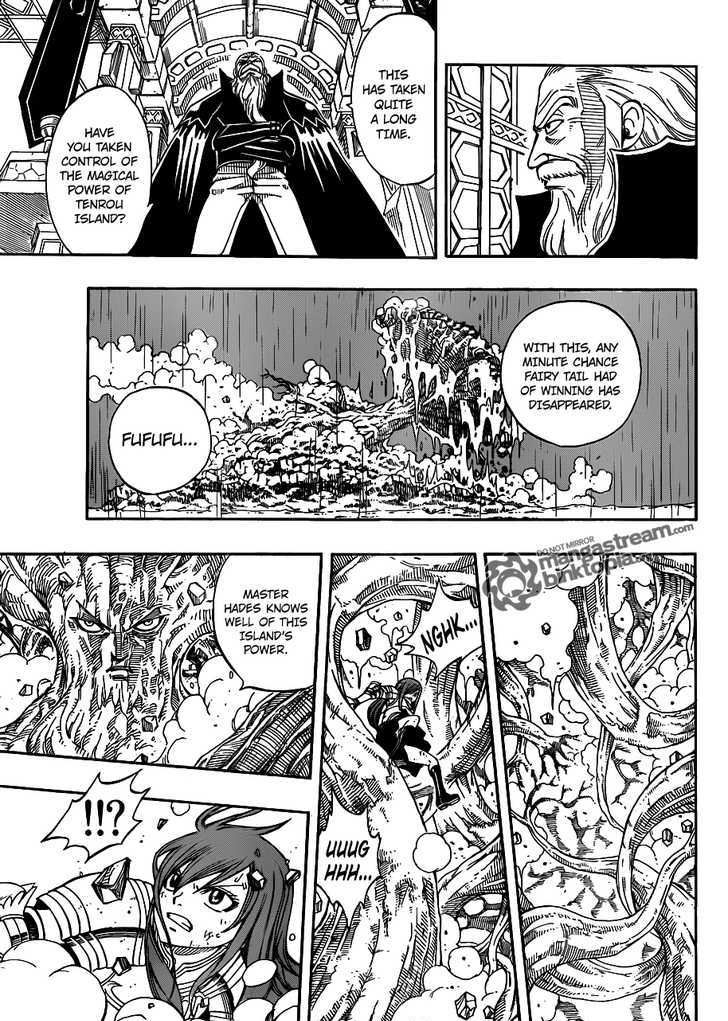 THIS
HAS TAKEN
QUITE
A LONG
TIME.
HAVE
YOU TAKEN
CONTROL OF
THE MAGICAL
POWER OF
TENROU
ISLAND?
WITH THIS, ANY
MINUTE CHANCE
FAIRY TAIL HAD
OF WINNING HAS
DISAPPEARED.
FUFUFU...
DO NOT MIRROR
mangastream.com
binktopia.
NGHK...
UUUG
HHH...
MASTER
HADES KNOWS
WELL OF THIS
ISLAND'S
POWER.
!!?